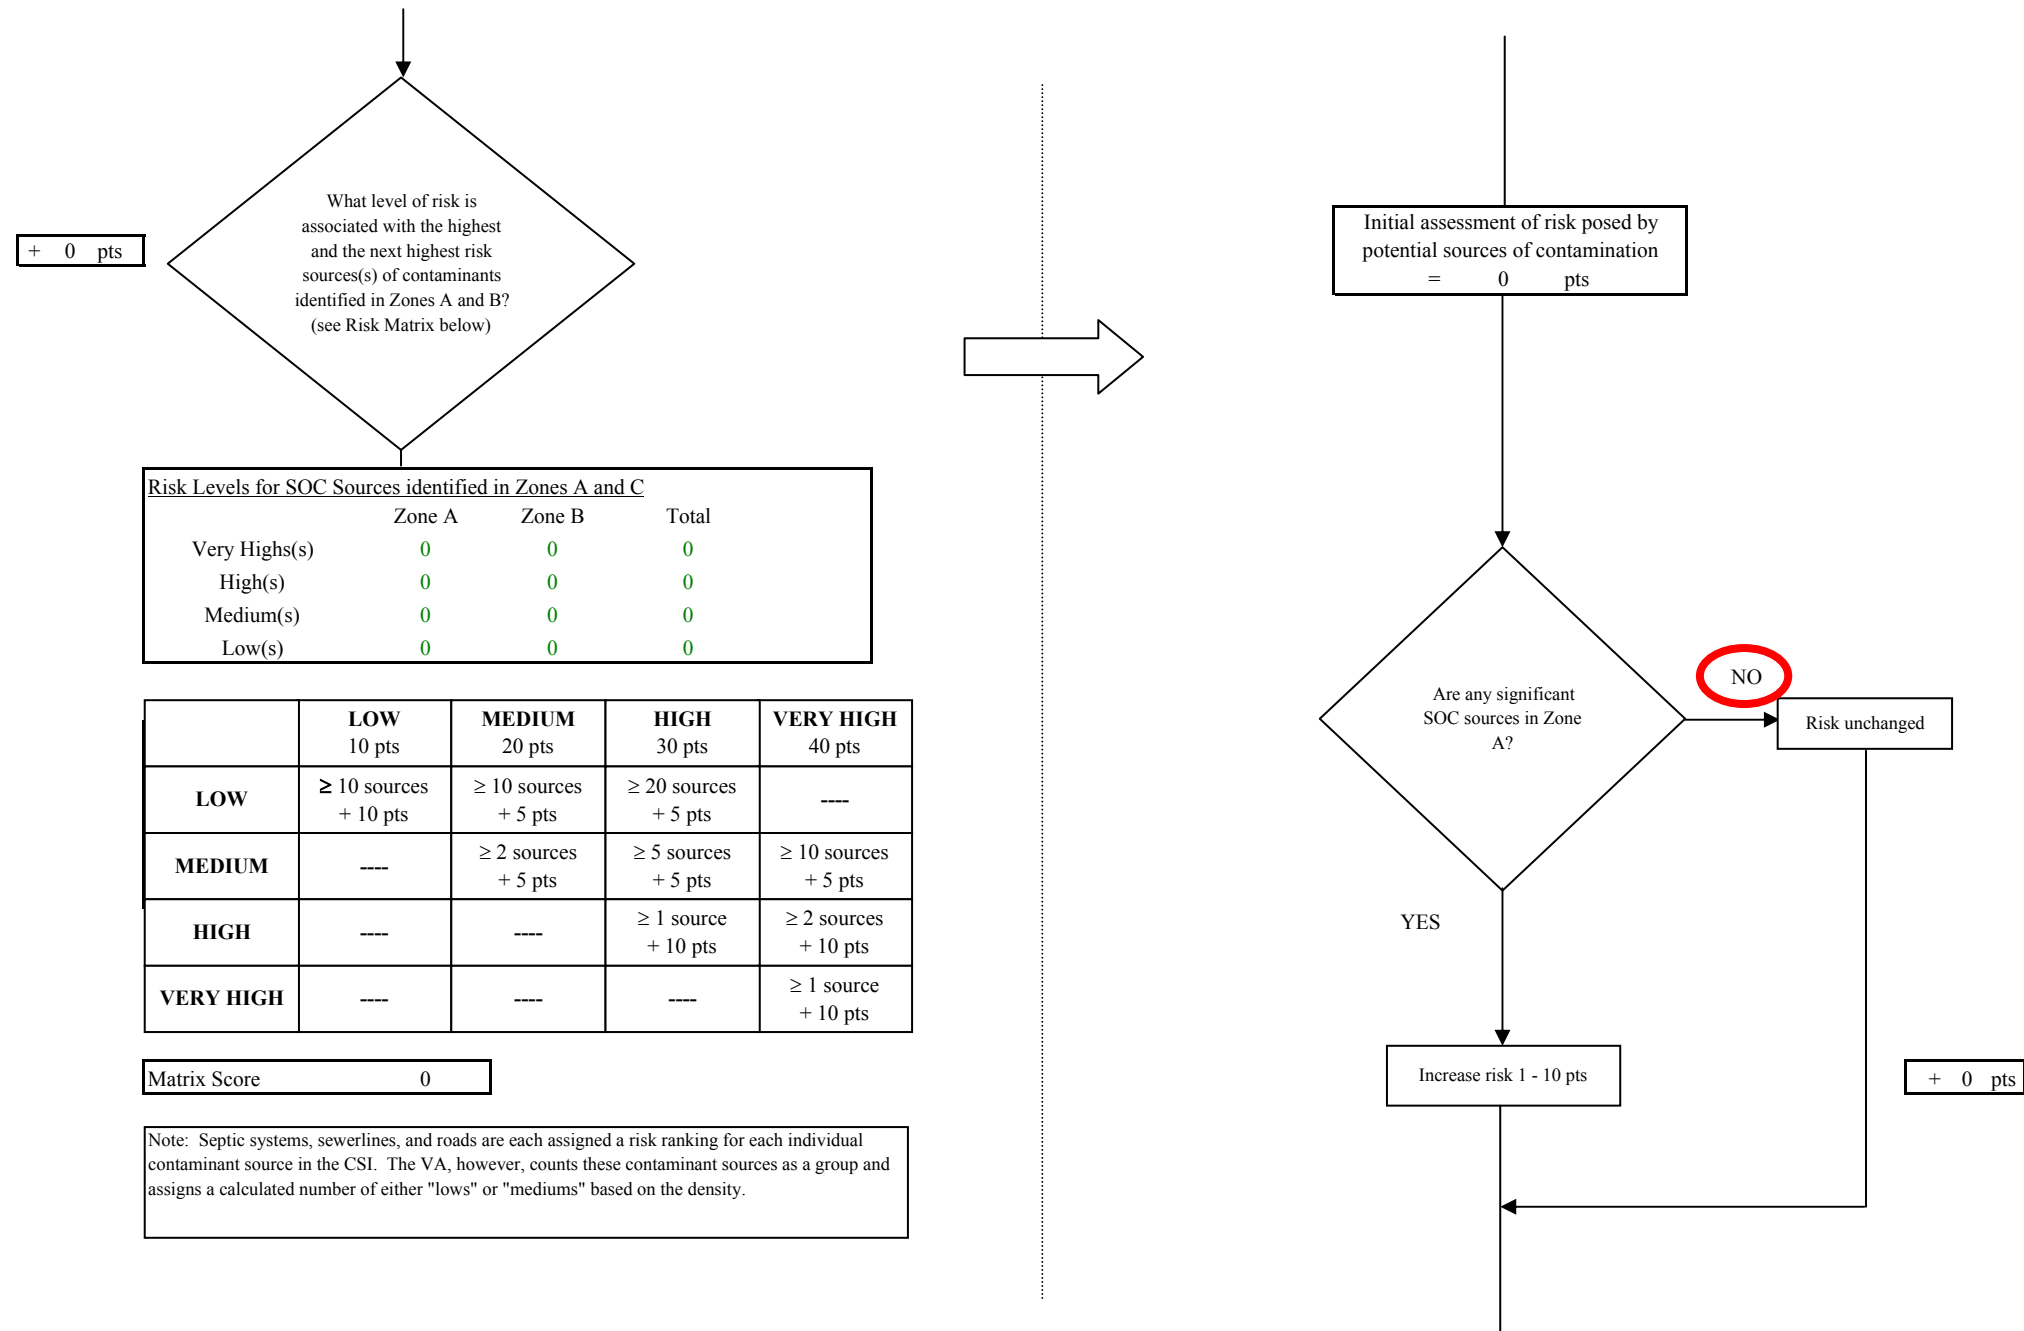 What level of risk is
associated with the highest
and the next highest risk
sources(s) of contaminants
identified in Zones A and B?
(see Risk Matrix below)
+ 0 pts
Risk Levels for SOC Sources identified in Zones A and C
Zone A Zone B Total
Very Highs(s) 0 0 0
High(s) 0 0 0
Medium(s) 0 0 0
Low(s) 0 0 0
LOW MEDIUM HIGH VERY HIGH
10 pts 20 pts 30 pts 40 pts
LOW ≥ 10 sources ≥ 10 sources ≥ 20 sources ----
+ 10 pts + 5 pts + 5 pts
MEDIUM ---- ≥ 2 sources ≥ 5 sources ≥ 10 sources
+ 5 pts + 5 pts + 5 pts
HIGH ---- ---- ≥ 1 source ≥ 2 sources
+ 10 pts + 10 pts
VERY HIGH ---- ---- ---- ≥ 1 source
+ 10 pts
Matrix Score 0
Note: Septic systems, sewerlines, and roads are each assigned a risk ranking for each individual
contaminant source in the CSI. The VA, however, counts these contaminant sources as a group and
assigns a calculated number of either "lows" or "mediums" based on the density.
Initial assessment of risk posed by
potential sources of contamination
= 0 pts
Are any significant
SOC sources in Zone
A?
NO
Risk unchanged
YES
Increase risk 1 - 10 pts
+ 0 pts